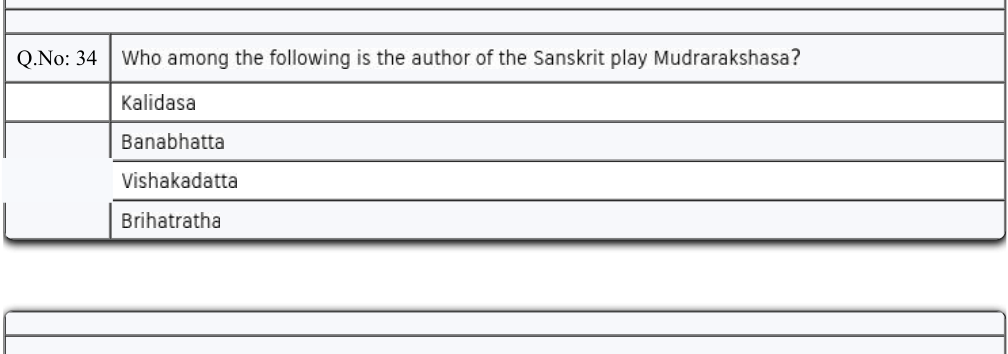 Q.No: 34 Who among the following is the author of the Sanskrit play Mudrarakshasa?
Kalidasa
Banabhatta
Vishakadatta
Brihatratha